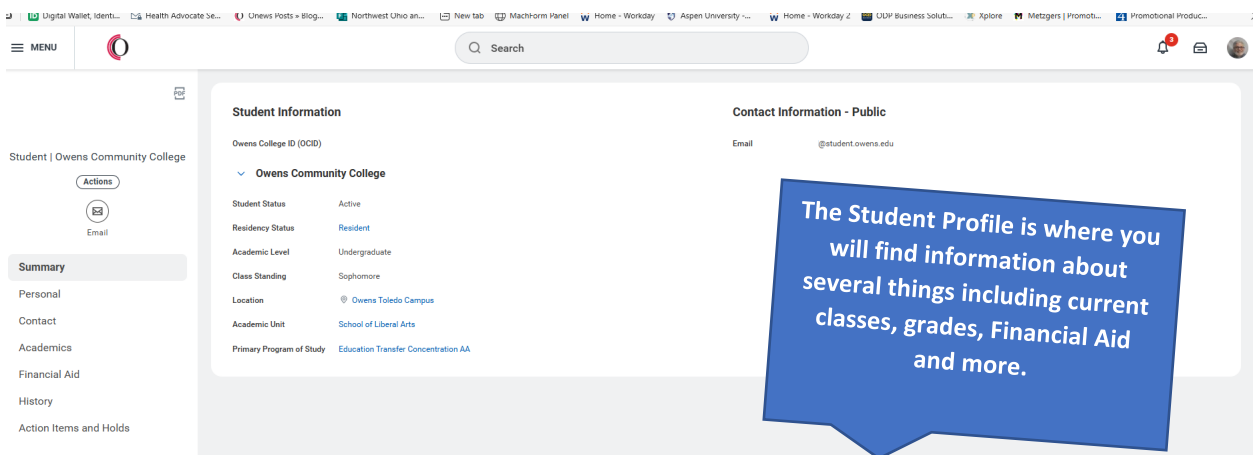 Digital Wallet, Identi...
Health Advocate Se...
Onews Posts » Blog...
Northwest Ohio an...
New tab
MachForm Panel
Home - Workday
Aspen University -...
Home - Workday 2
ODP Business Soluti...
Xplore
Metzgers | Promoti...
Promotional Produc...
MENU
Search
3
PDF
Student | Owens Community College
Actions
Email
Summary
Personal
Contact
Academics
Financial Aid
History
Action Items and Holds
Student Information
Owens College ID (OCID)
Owens Community College
Student Status Active
Residency Status Resident
Academic Level Undergraduate
Class Standing Sophomore
Location Owens Toledo Campus
Academic Unit School of Liberal Arts
Primary Program of Study Education Transfer Concentration AA
Contact Information - Public
Email @student.owens.edu
The Student Profile is where you
will find information about
several things including current
classes, grades, Financial Aid
and more.